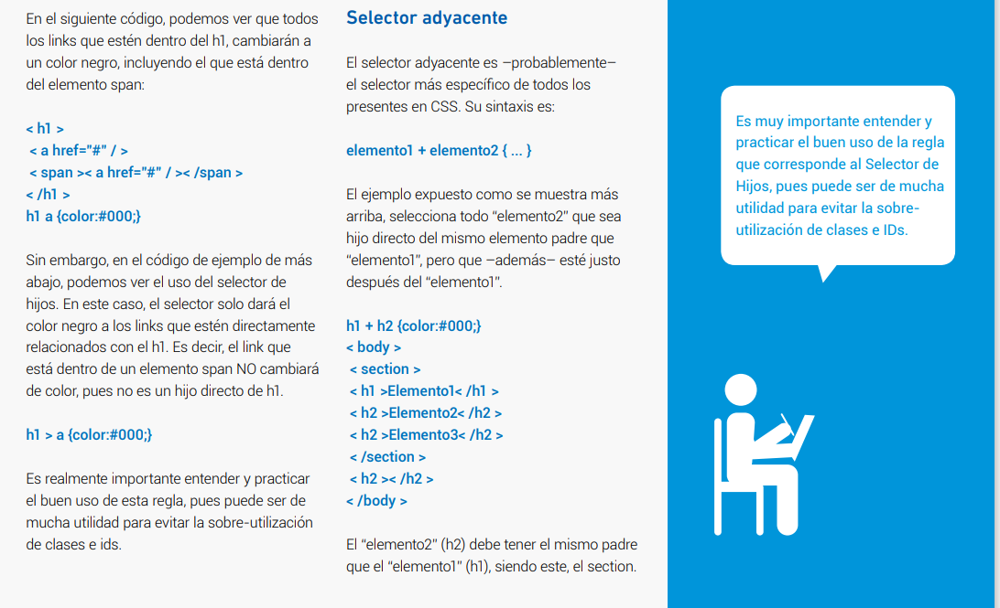 En el siguiente código, podemos ver que todos
los links que estén dentro del h1, cambiarán a
un color negro, incluyendo el que está dentro
del elemento span:
< h1 >
< a href="#" / >
< span >< a href="#" / >< /span >
< /h1 >
h1 a {color:#000;}
Sin embargo, en el código de ejemplo de más
abajo, podemos ver el uso del selector de
hijos. En este caso, el selector solo dará el
color negro a los links que estén directamente
relacionados con el h1. Es decir, el link que
está dentro de un elemento span NO cambiará
de color, pues no es un hijo directo de h1.
h1 > a {color:#000;}
Es realmente importante entender y practicar
el buen uso de esta regla, pues puede ser de
mucha utilidad para evitar la sobre-utilización
de clases e ids.
Selector adyacente
El selector adyacente es –probablemente–
el selector más específico de todos los
presentes en CSS. Su sintaxis es:
elemento1 + elemento2 { ... }
El ejemplo expuesto como se muestra más
arriba, selecciona todo “elemento2” que sea
hijo directo del mismo elemento padre que
“elemento1”, pero que –además– esté justo
después del “elemento1”.
h1 + h2 {color:#000;}
< body >
< section >
< h1 >Elemento1< /h1 >
< h2 >Elemento2< /h2 >
< h2 >Elemento3< /h2 >
< /section >
< h2 >< /h2 >
< /body >
El “elemento2” (h2) debe tener el mismo padre
que el “elemento1” (h1), siendo este, el section.
Es muy importante entender y
practicar el buen uso de la regla
que corresponde al Selector de
Hijos, pues puede ser de mucha
utilidad para evitar la sobre-
utilización de clases e IDs.